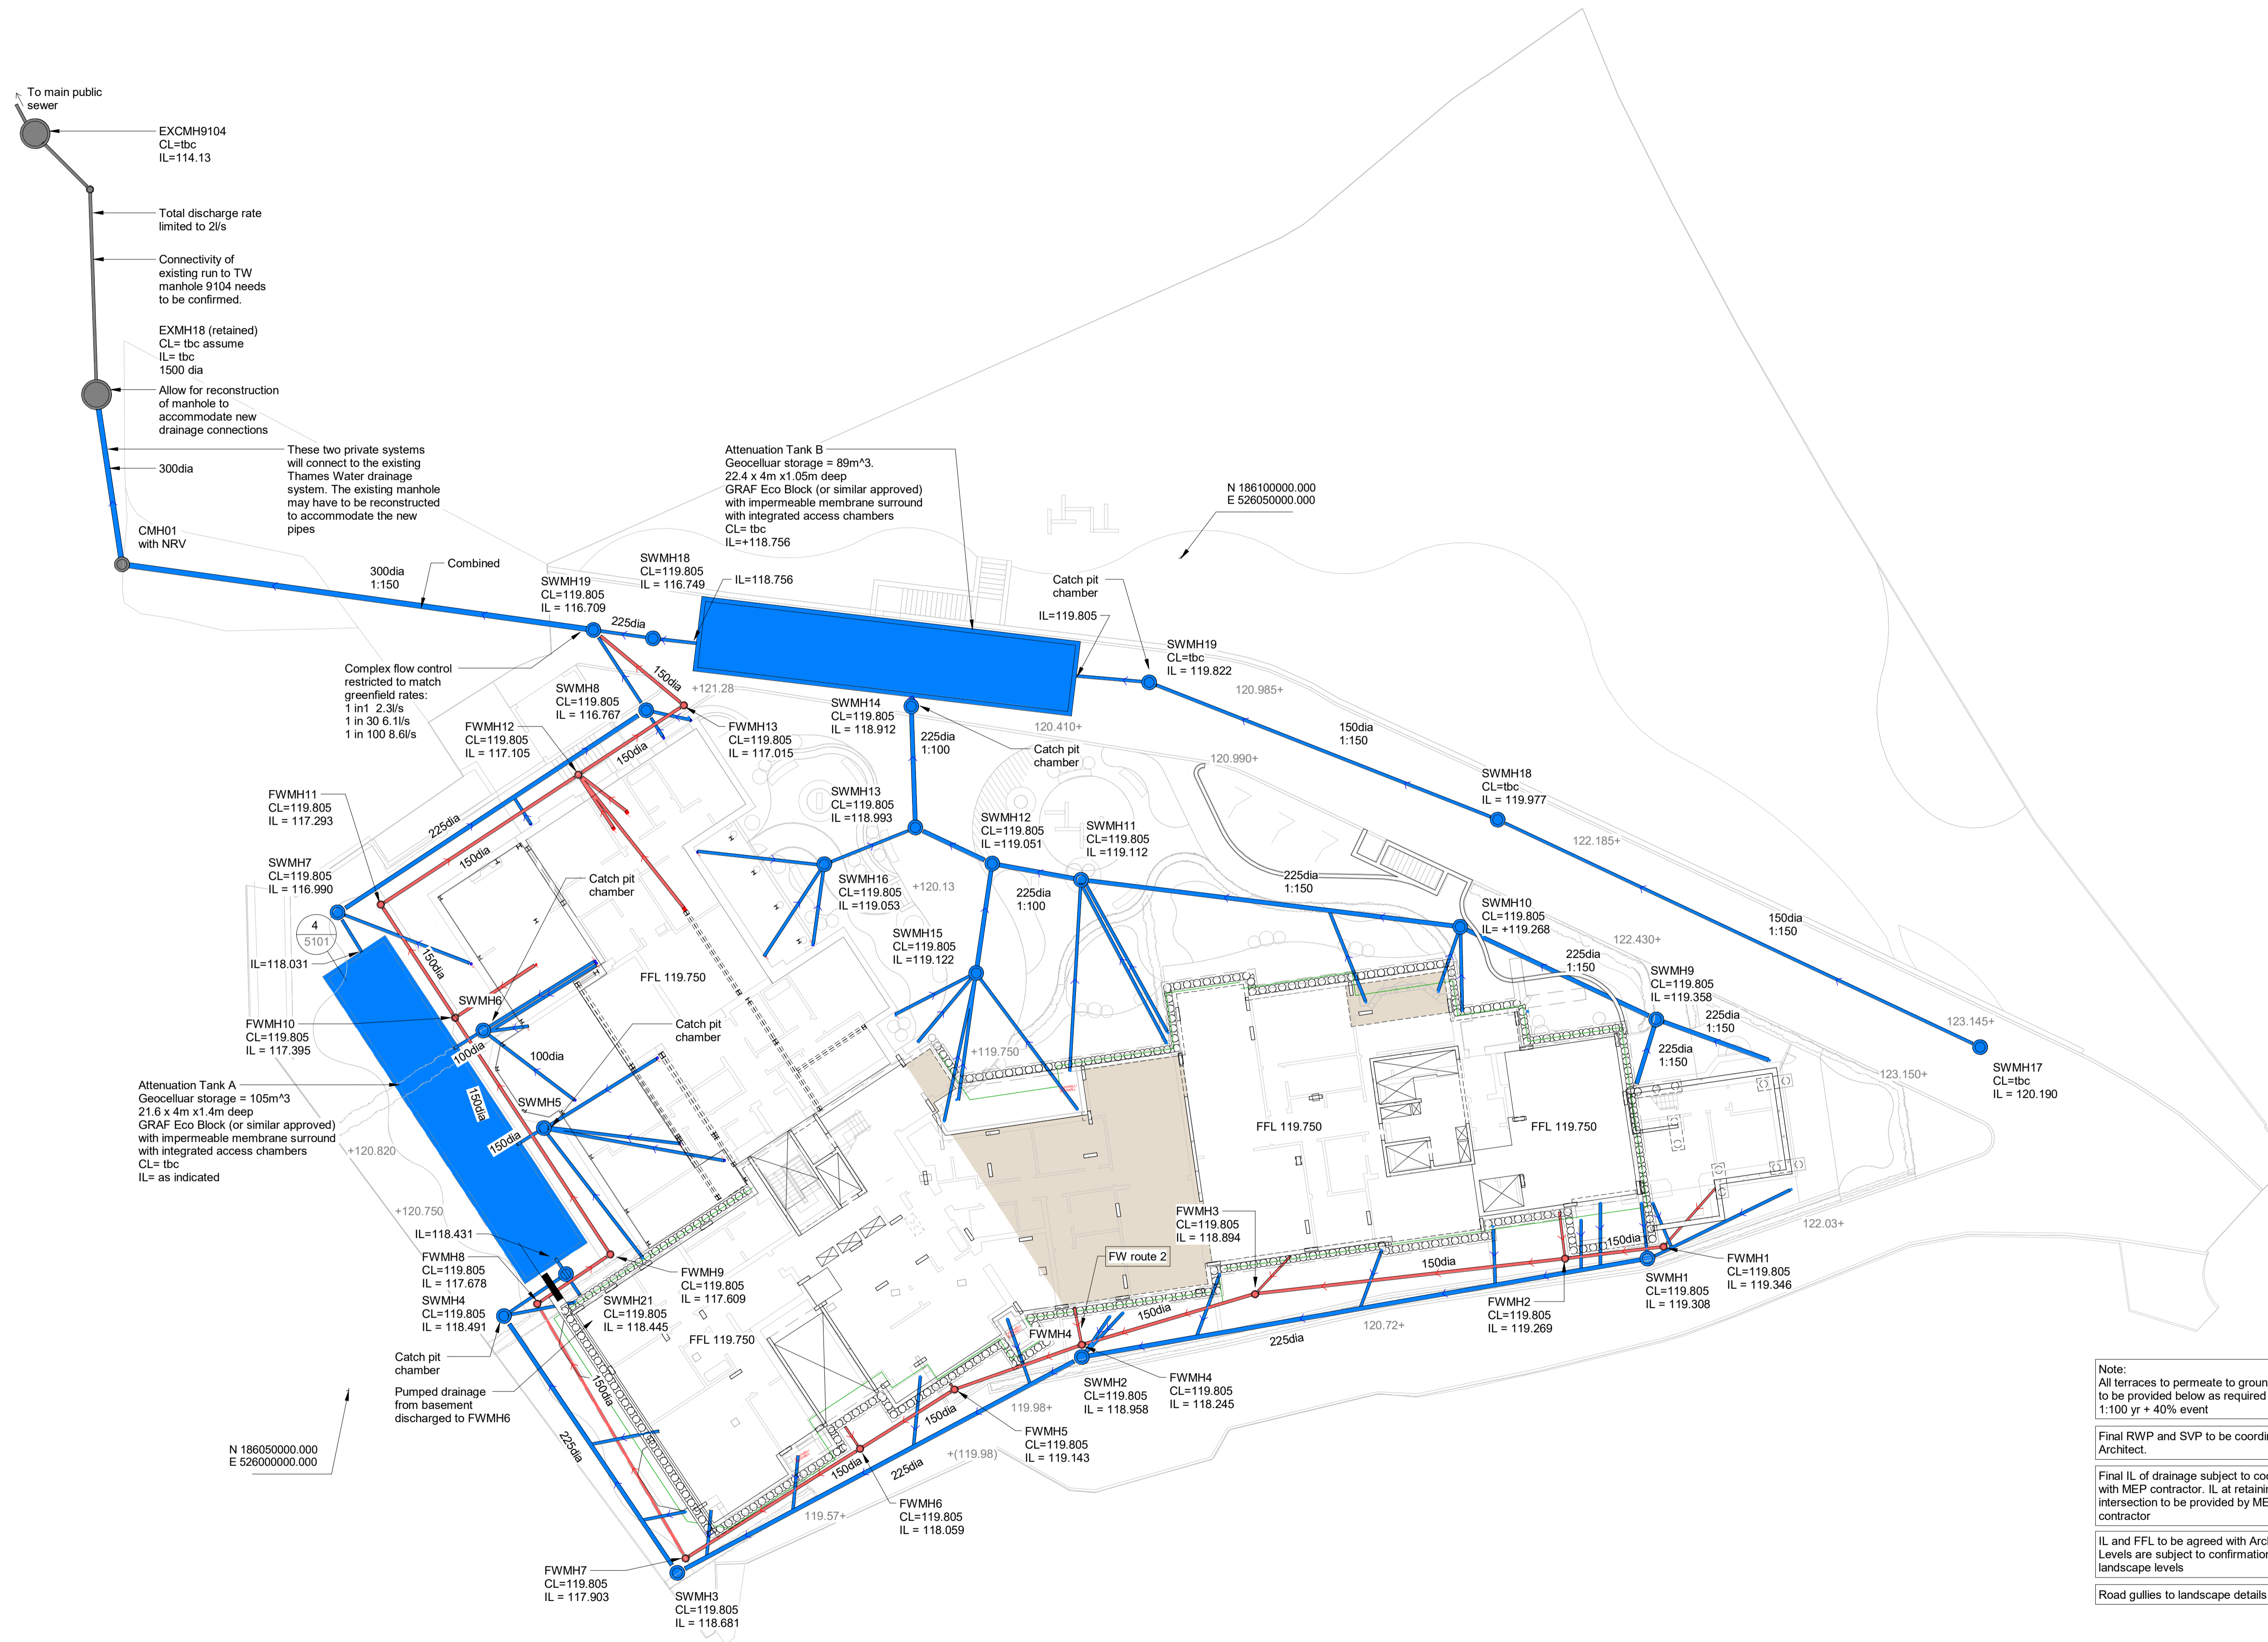 To main public
sewer
EXCMH9104
CL=tbc
IL=114.13
Total discharge rate
limited to 2l/s
Connectivity of
existing run to TW
manhole 9104 needs
to be confirmed.
EXMH18 (retained)
CL= tbc assume
IL= tbc
1500 dia
Allow for reconstruction
of manhole to
accommodate new
drainage connections
300dia
These two private systems
will connect to the existing
Thames Water drainage
system. The existing manhole
may have to be reconstructed
to accommodate the new
pipes
CMH01
with NRV
300dia
1:150
Combined
Attenuation Tank B
Geocelluar storage = 89m^3.
22.4 x 4m x1.05m deep
GRAF Eco Block (or similar approved)
with impermeable membrane surround
with integrated access chambers
CL= tbc
IL=+118.756
N 186100000.000
E 526050000.000
SWMH18
CL=119.805
IL = 116.749
IL=118.756
SWMH19
CL=119.805
IL = 116.709
225dia
Catch pit
chamber
IL=119.805
SWMH19
CL=tbc
IL = 119.822
Complex flow control
restricted to match
greenfield rates:
1 in1 2.3l/s
1 in 30 6.1l/s
1 in 100 8.6l/s
150dia
+121.28
120.985+
SWMH8
CL=119.805
IL = 116.767
SWMH14
CL=119.805
IL = 118.912
120.410+
FWMH12
CL=119.805
IL = 117.105
FWMH13
CL=119.805
IL = 117.015
150dia
225dia
1:100
Catch pit
chamber
150dia
1:150
120.990+
SWMH18
CL=tbc
IL = 119.977
FWMH11
CL=119.805
IL = 117.293
SWMH13
CL=119.805
IL =118.993
SWMH12
CL=119.805
IL =119.051
SWMH11
CL=119.805
IL =119.112
122.185+
225dia
150dia
SWMH7
CL=119.805
IL = 116.990
Catch pit
chamber
SWMH16
CL=119.805
IL =119.053
+120.13
225dia
1:100
225dia
1:150
SWMH10
CL=119.805
IL= +119.268
150dia
1:150
4
5101
SWMH15
CL=119.805
IL =119.122
122.430+
IL=118.031
150dia
FFL 119.750
225dia
1:150
SWMH9
CL=119.805
IL =119.358
SWMH6
FWMH10
CL=119.805
IL = 117.395
Catch pit
chamber
225dia
1:150
123.145+
100dia
100dia
+119.750
225dia
1:150
SWMH17
CL=tbc
IL = 120.190
123.150+
Attenuation Tank A
Geocelluar storage = 105m^3
21.6 x 4m x1.4m deep
GRAF Eco Block (or similar approved)
with impermeable membrane surround
with integrated access chambers
CL= tbc
IL= as indicated
150dia
SWMH5
150dia
FFL 119.750
FFL 119.750
+120.820
+120.750
IL=118.431
FWMH8
CL=119.805
IL = 117.678
SWMH4
CL=119.805
IL = 118.491
FWMH9
CL=119.805
IL = 117.609
SWMH21
CL=119.805
IL = 118.445
FWMH3
CL=119.805
IL = 118.894
FW route 2
122.03+
150dia
150dia
FWMH1
CL=119.805
IL = 119.346
SWMH1
CL=119.805
IL = 119.308
FWMH2
CL=119.805
IL = 119.269
FFL 119.750
FWMH4
150dia
120.72+
225dia
Catch pit
chamber
Pumped drainage
from basement
discharged to FWMH6
150dia
SWMH2
CL=119.805
IL = 118.958
FWMH4
CL=119.805
IL = 118.245
119.98+
150dia
FWMH5
CL=119.805
IL = 119.143
N 186050000.000
E 526000000.000
225dia
+(119.98)
150dia
225dia
FWMH6
CL=119.805
IL = 118.059
119.57+
FWMH7
CL=119.805
IL = 117.903
SWMH3
CL=119.805
IL = 118.681
Note:
All terraces to permeate to groun
to be provided below as required
1:100 yr + 40% event
Final RWP and SVP to be coordi
Architect.
Final IL of drainage subject to coo
with MEP contractor. IL at retainin
intersection to be provided by ME
contractor
IL and FFL to be agreed with Arch
Levels are subject to confirmation
landscape levels
Road gullies to landscape details